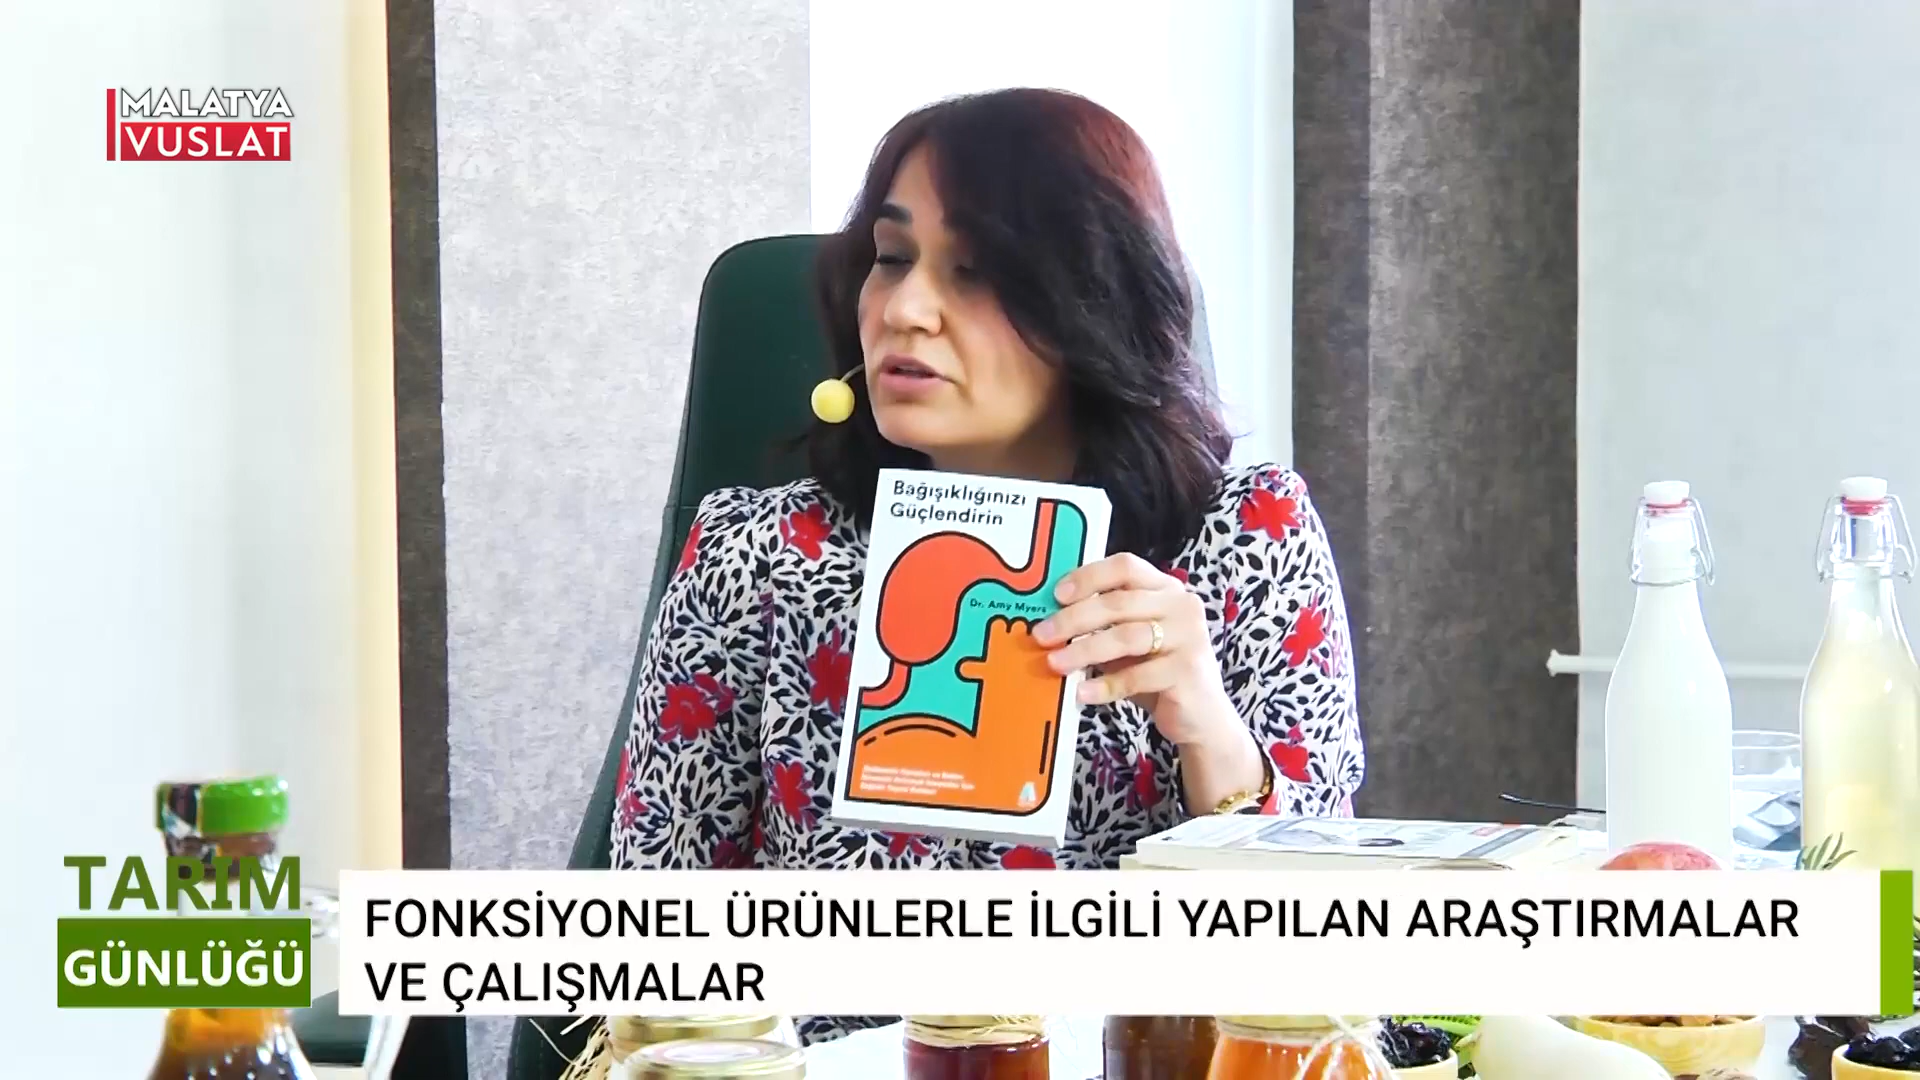 MALATYA
VUSLAT
Bağışıklığınızı
Güçlendirin
Dr. Amy Myers
TARIM
GÜNLÜĞÜ
FONKSİYONEL ÜRÜNLERLE İLGİLİ YAPILAN ARAŞTIRMALAR
VE ÇALIŞMALAR